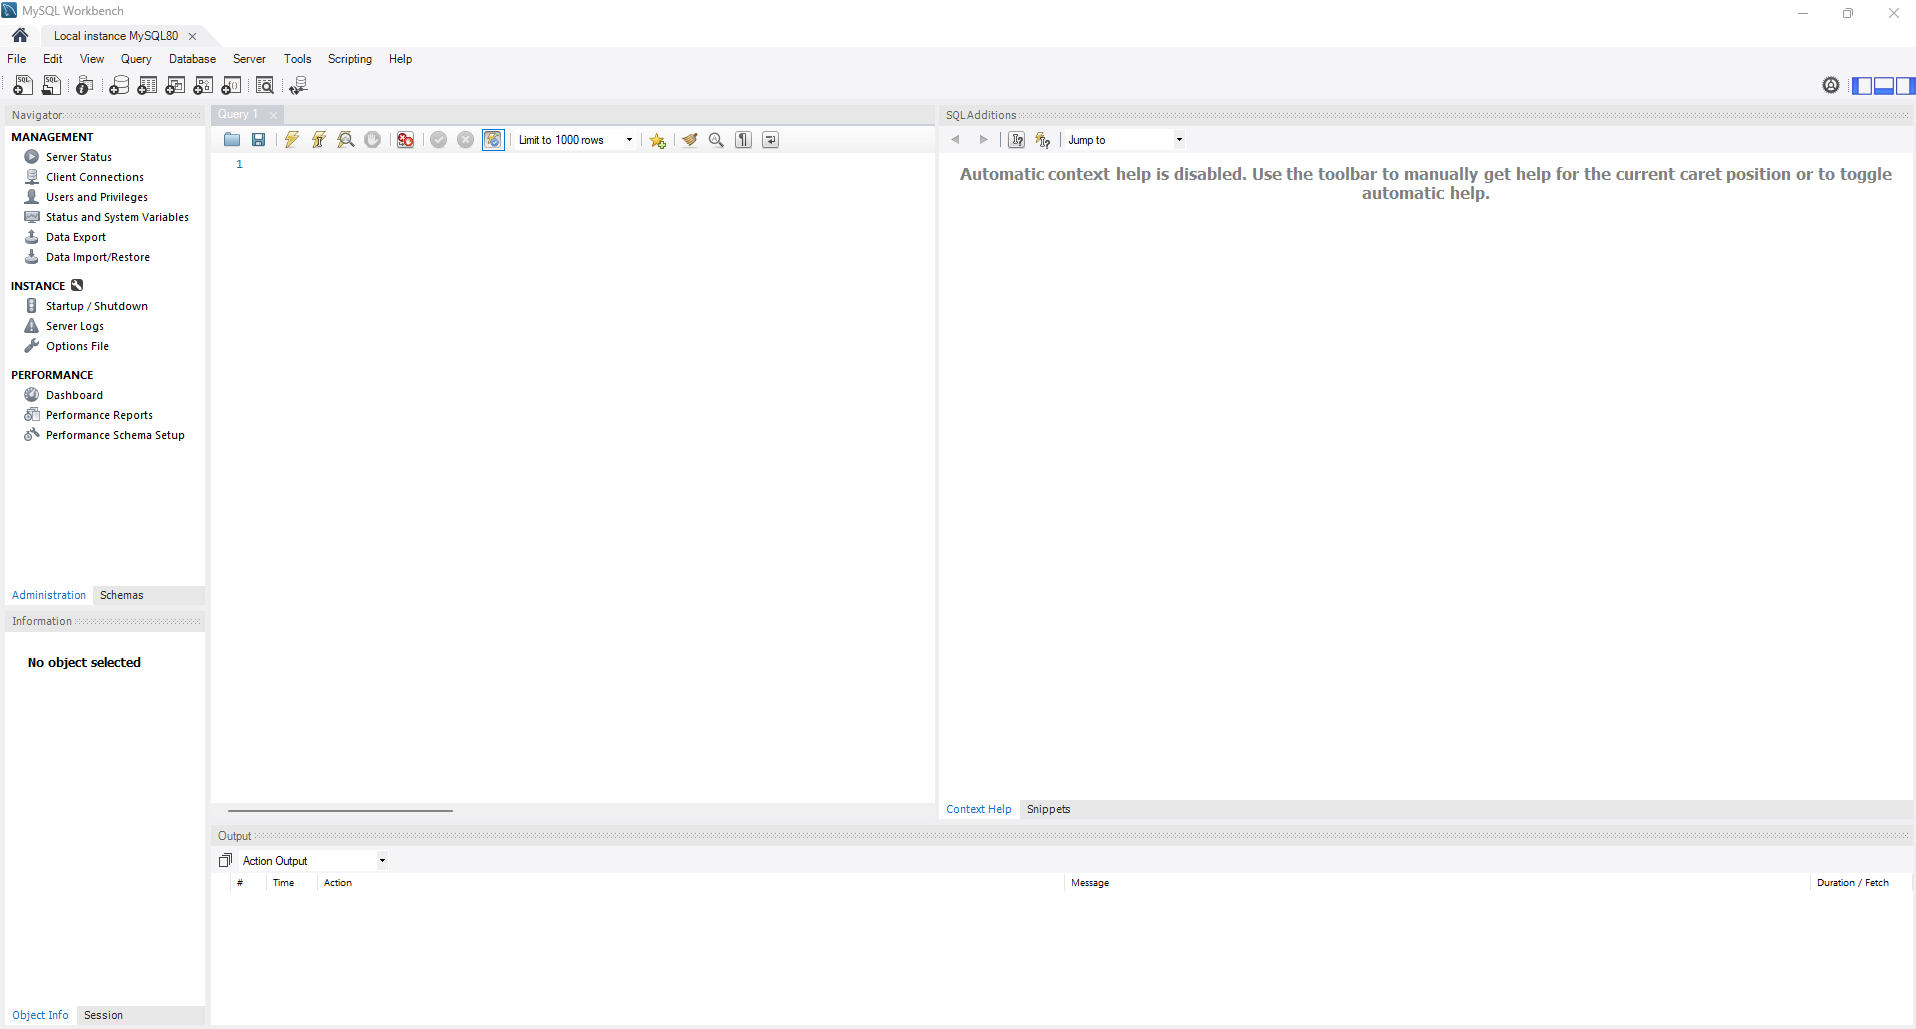 MySQL Workbench
Local instance MySQL80
File Edit View Query Database Server Tools Scripting Help
Navigator
MANAGEMENT
Server Status
Client Connections
Users and Privileges
Status and System Variables
Data Export
Data Import/Restore
INSTANCE
Startup / Shutdown
Server Logs
Options File
PERFORMANCE
Dashboard
Performance Reports
Performance Schema Setup
Administration Schemas
Information
No object selected
Object Info Session
Query 1
Limit to 1000 rows
1
SQLAdditions
Jump to
Automatic context help is disabled. Use the toolbar to manually get help for the current caret position or to toggle
automatic help.
Context Help Snippets
Output
Action Output
# Time Action Message Duration / Fetch